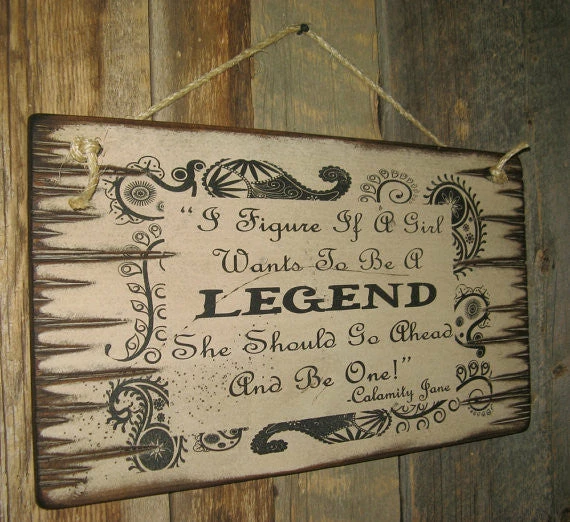 "I Figure If A Girl
Wants To Be A
LEGEND
She Should Go Ahead
And Be One!"
-Calamity Jane